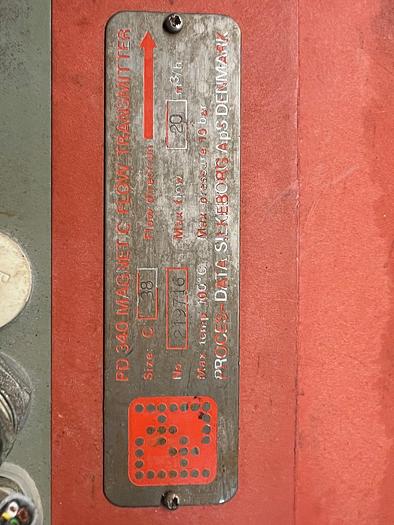 PD 340 MAGNETIC FLOW TRANSMITTER
Size: C 38 Flow direction
No 219716 Max flow 20 m³/h
Max temp 100°C Max pressure 10 bar
PROCES-DATA SILKEBORG ApS DENMARK